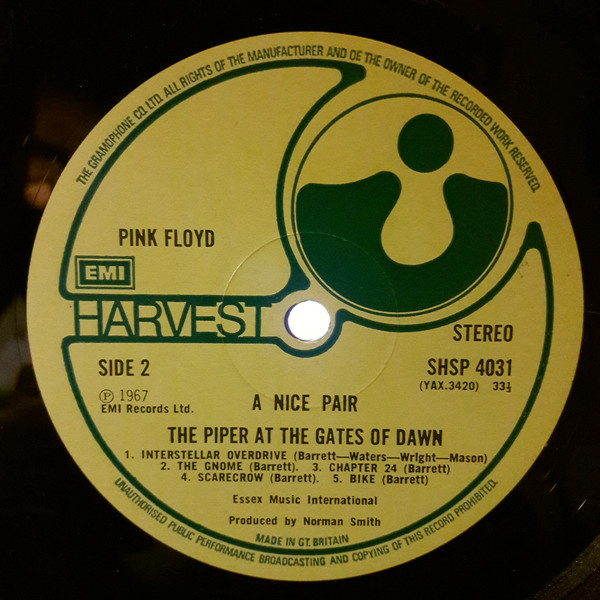 THE GRAMOPHONE CO. LTD. ALL RIGHTS OF THE MANUFACTURER AND OF THE OWNER OF THE RECORDED WORK RESERVED.
PINK FLOYD
EMI
HARVEST
STEREO
SIDE 2
SHSP 4031
(YAX.3420) 33⅓
Ⓟ 1967
EMI Records Ltd.
A NICE PAIR
THE PIPER AT THE GATES OF DAWN
1. INTERSTELLAR OVERDRIVE (Barrett—Waters—Wright—Mason)
2. THE GNOME (Barrett). 3. CHAPTER 24 (Barrett)
4. SCARECROW (Barrett). 5. BIKE (Barrett)
Essex Music International
Produced by Norman Smith
MADE IN GT. BRITAIN
UNAUTHORISED PUBLIC PERFORMANCE BROADCASTING AND COPYING OF THIS RECORD PROHIBITED.